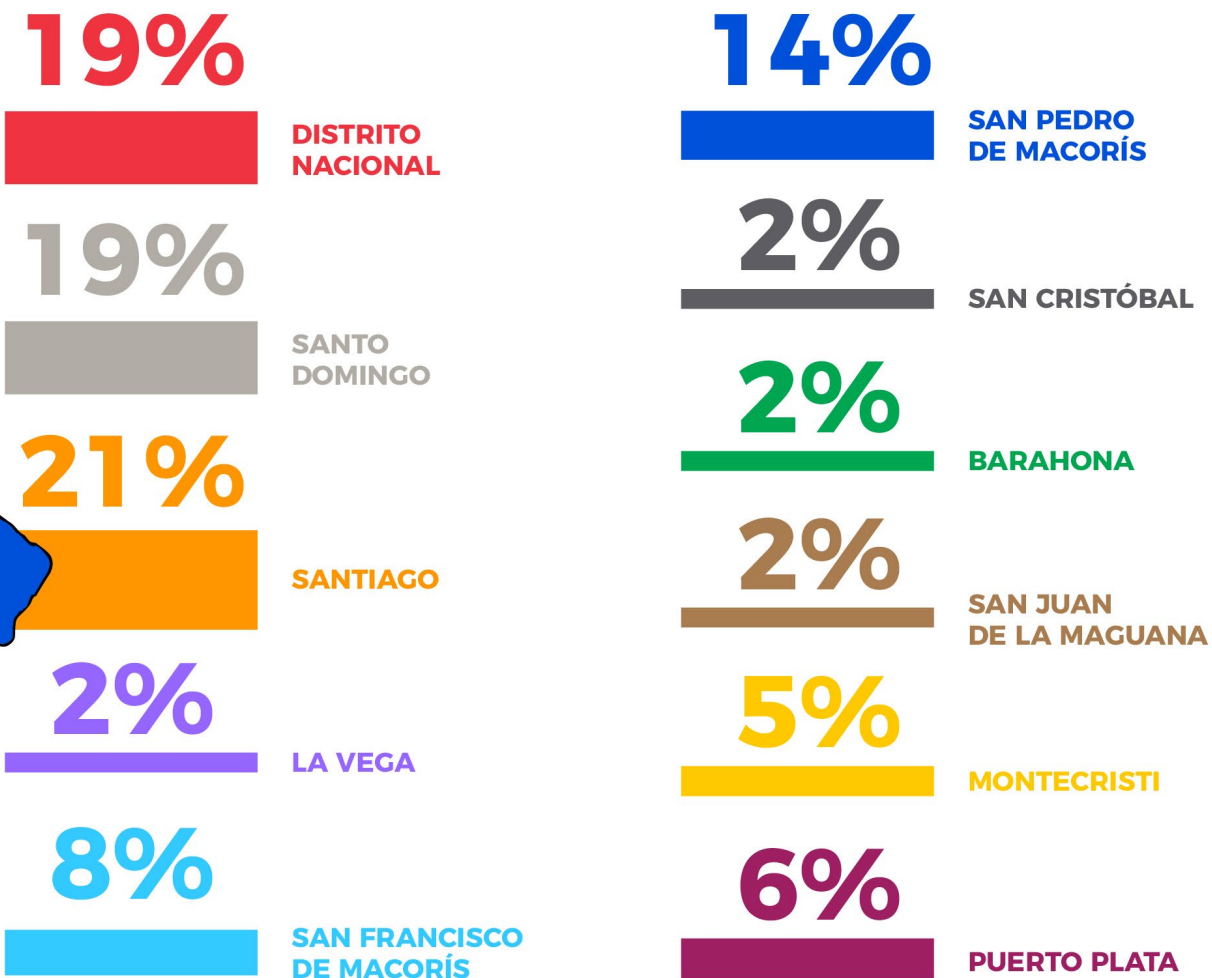 19%
DISTRITO
NACIONAL
19%
SANTO
DOMINGO
21%
SANTIAGO
2%
LA VEGA
8%
SAN FRANCISCO
DE MACORÍS
14%
SAN PEDRO
DE MACORÍS
2%
SAN CRISTÓBAL
2%
BARAHONA
2%
SAN JUAN
DE LA MAGUANA
5%
MONTECRISTI
6%
PUERTO PLATA